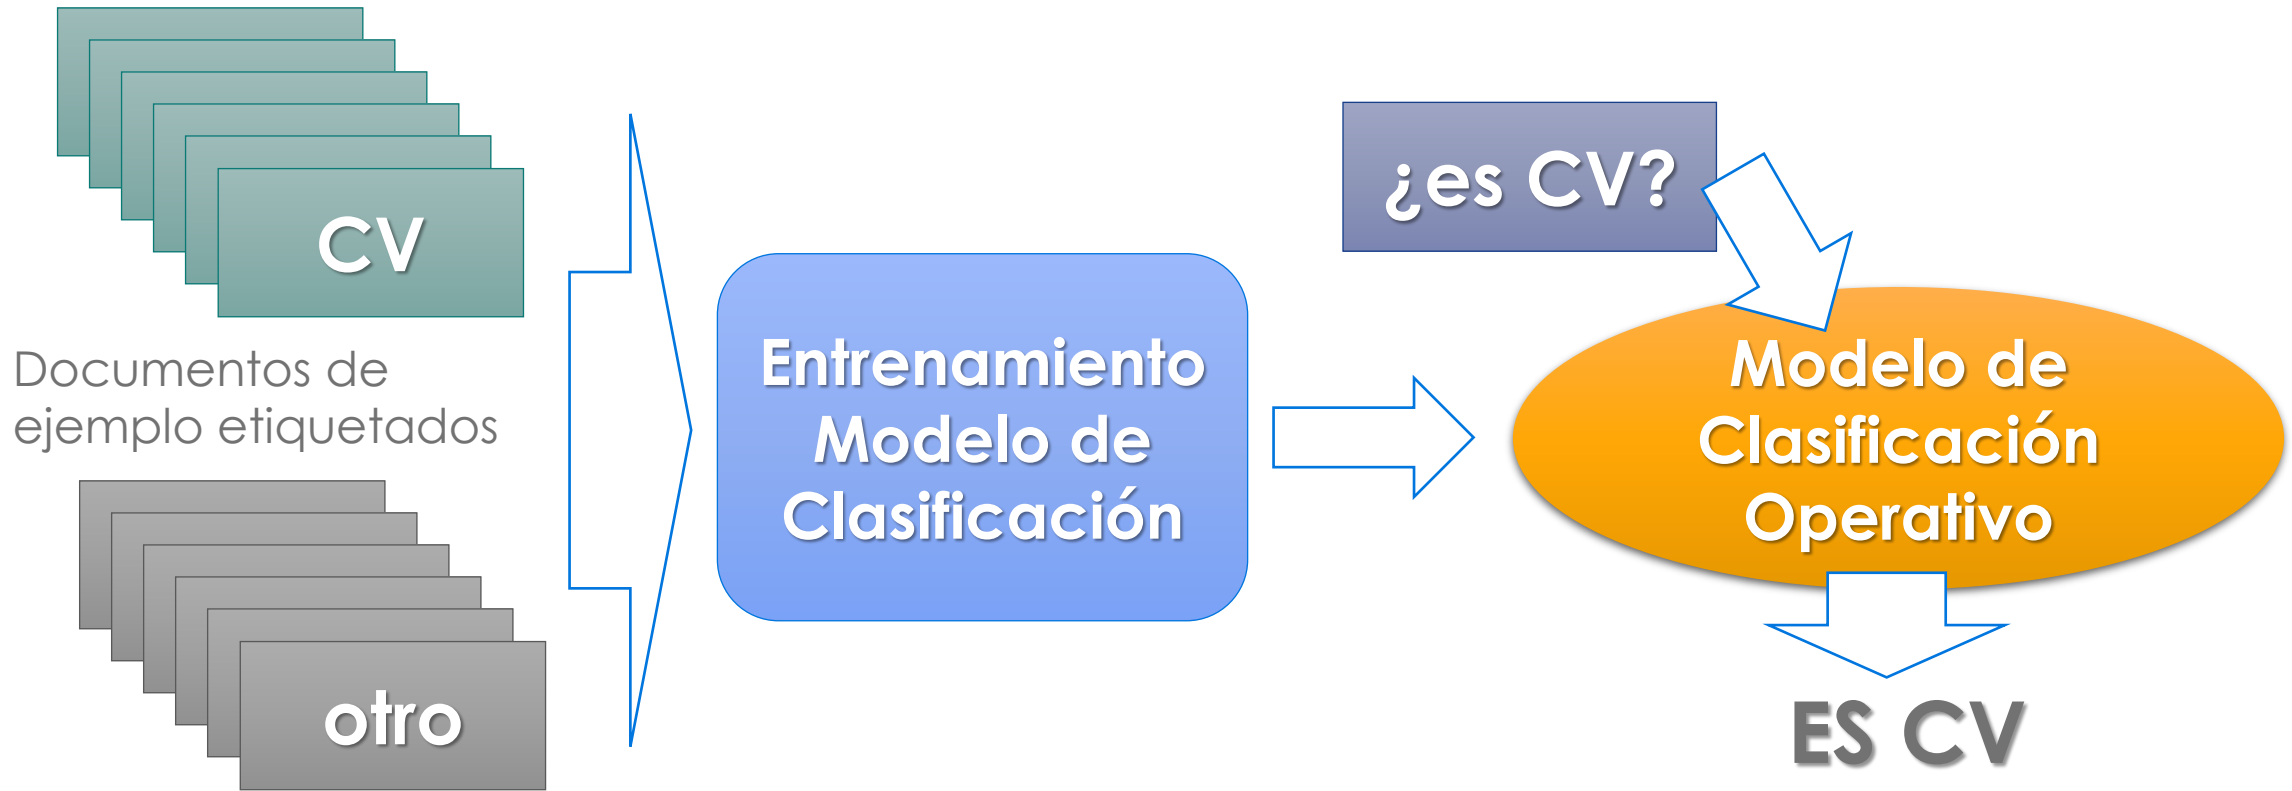 CV
Documentos de
ejemplo etiquetados
otro
Entrenamiento
Modelo de
Clasificación
¿es CV?
Modelo de
Clasificación
Operativo
ES CV